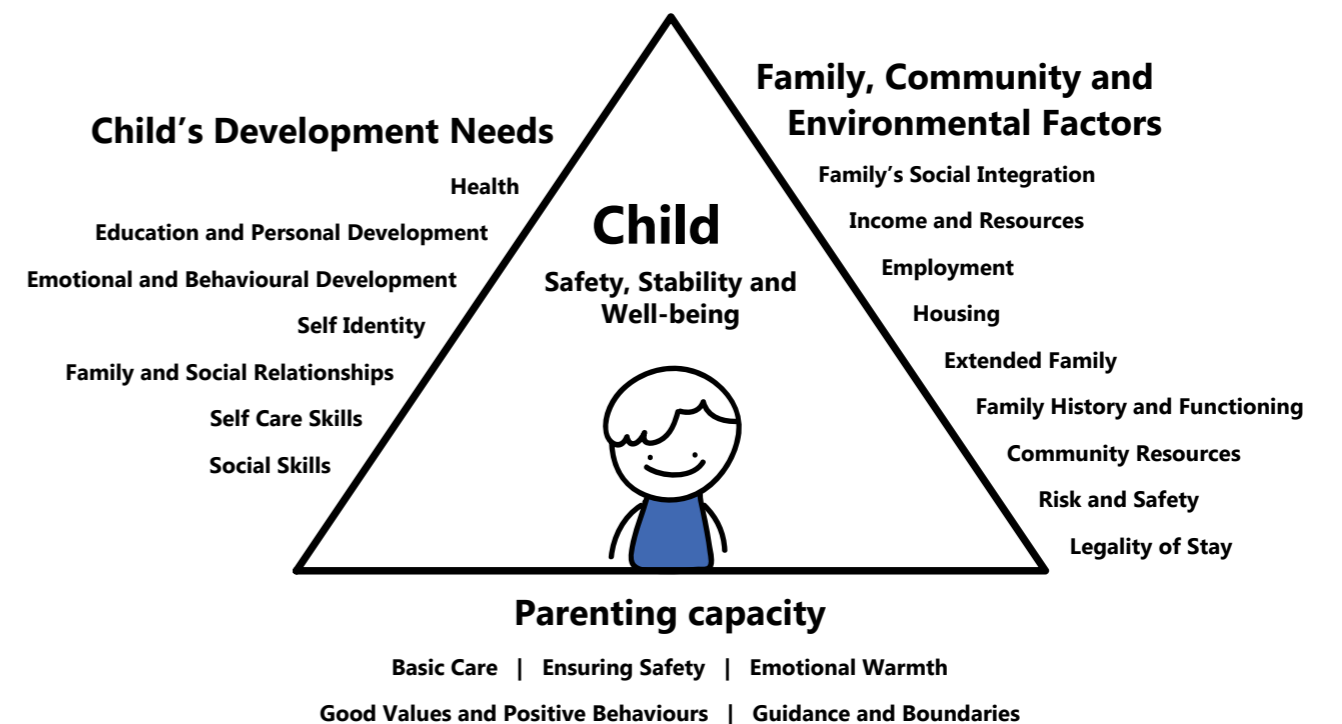 Child’s Development Needs
Health
Education and Personal Development
Emotional and Behavioural Development
Self Identity
Family and Social Relationships
Self Care Skills
Social Skills
Child
Safety, Stability and
Well-being
Family, Community and
Environmental Factors
Family’s Social Integration
Income and Resources
Employment
Housing
Extended Family
Family History and Functioning
Community Resources
Risk and Safety
Legality of Stay
Parenting capacity
Basic Care | Ensuring Safety | Emotional Warmth
Good Values and Positive Behaviours | Guidance and Boundaries